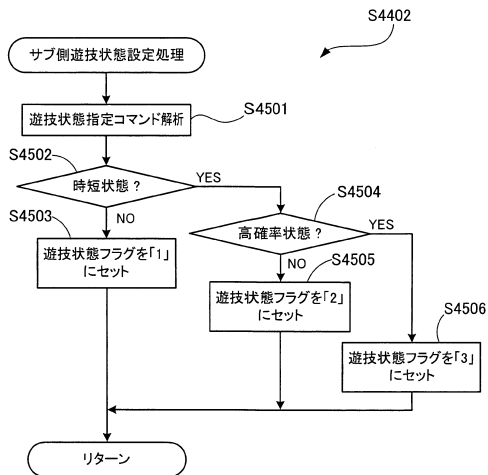 S4402
サブ側遊技状態設定処理
S4501
遊技状態指定コマンド解析
S4502
時短状態？
YES
NO
S4504
高確率状態？
YES
NO
S4503
遊技状態フラグを「1」
にセット
S4505
遊技状態フラグを「2」
にセット
S4506
遊技状態フラグを「3」
にセット
リターン